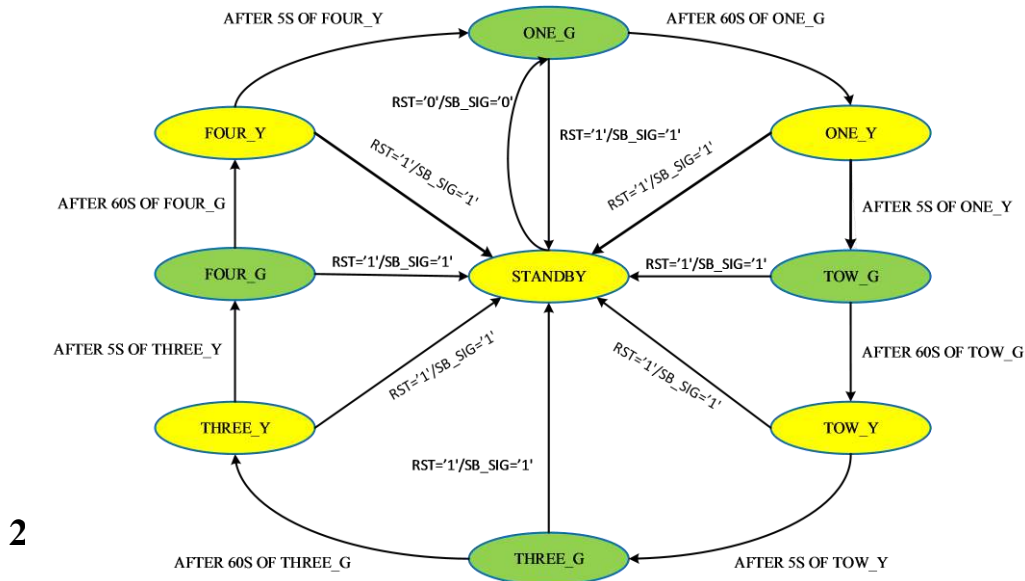 AFTER 5S OF FOUR_Y
ONE_G
AFTER 60S OF ONE_G
RST='0'/SB_SIG='0'
FOUR_Y
RST='1'/SB_SIG='1'
RST='1'/SB_SIG='1'
RST='1'/SB_SIG='1'
ONE_Y
AFTER 60S OF FOUR_G
AFTER 5S OF ONE_Y
FOUR_G
RST='1'/SB_SIG='1'
STANDBY
RST='1'/SB_SIG='1'
TOW_G
AFTER 5S OF THREE_Y
RST='1'/SB_SIG='1'
RST='1'/SB_SIG='1'
AFTER 60S OF TOW_G
THREE_Y
TOW_Y
RST='1'/SB_SIG='1'
2
AFTER 60S OF THREE_G
THREE_G
AFTER 5S OF TOW_Y